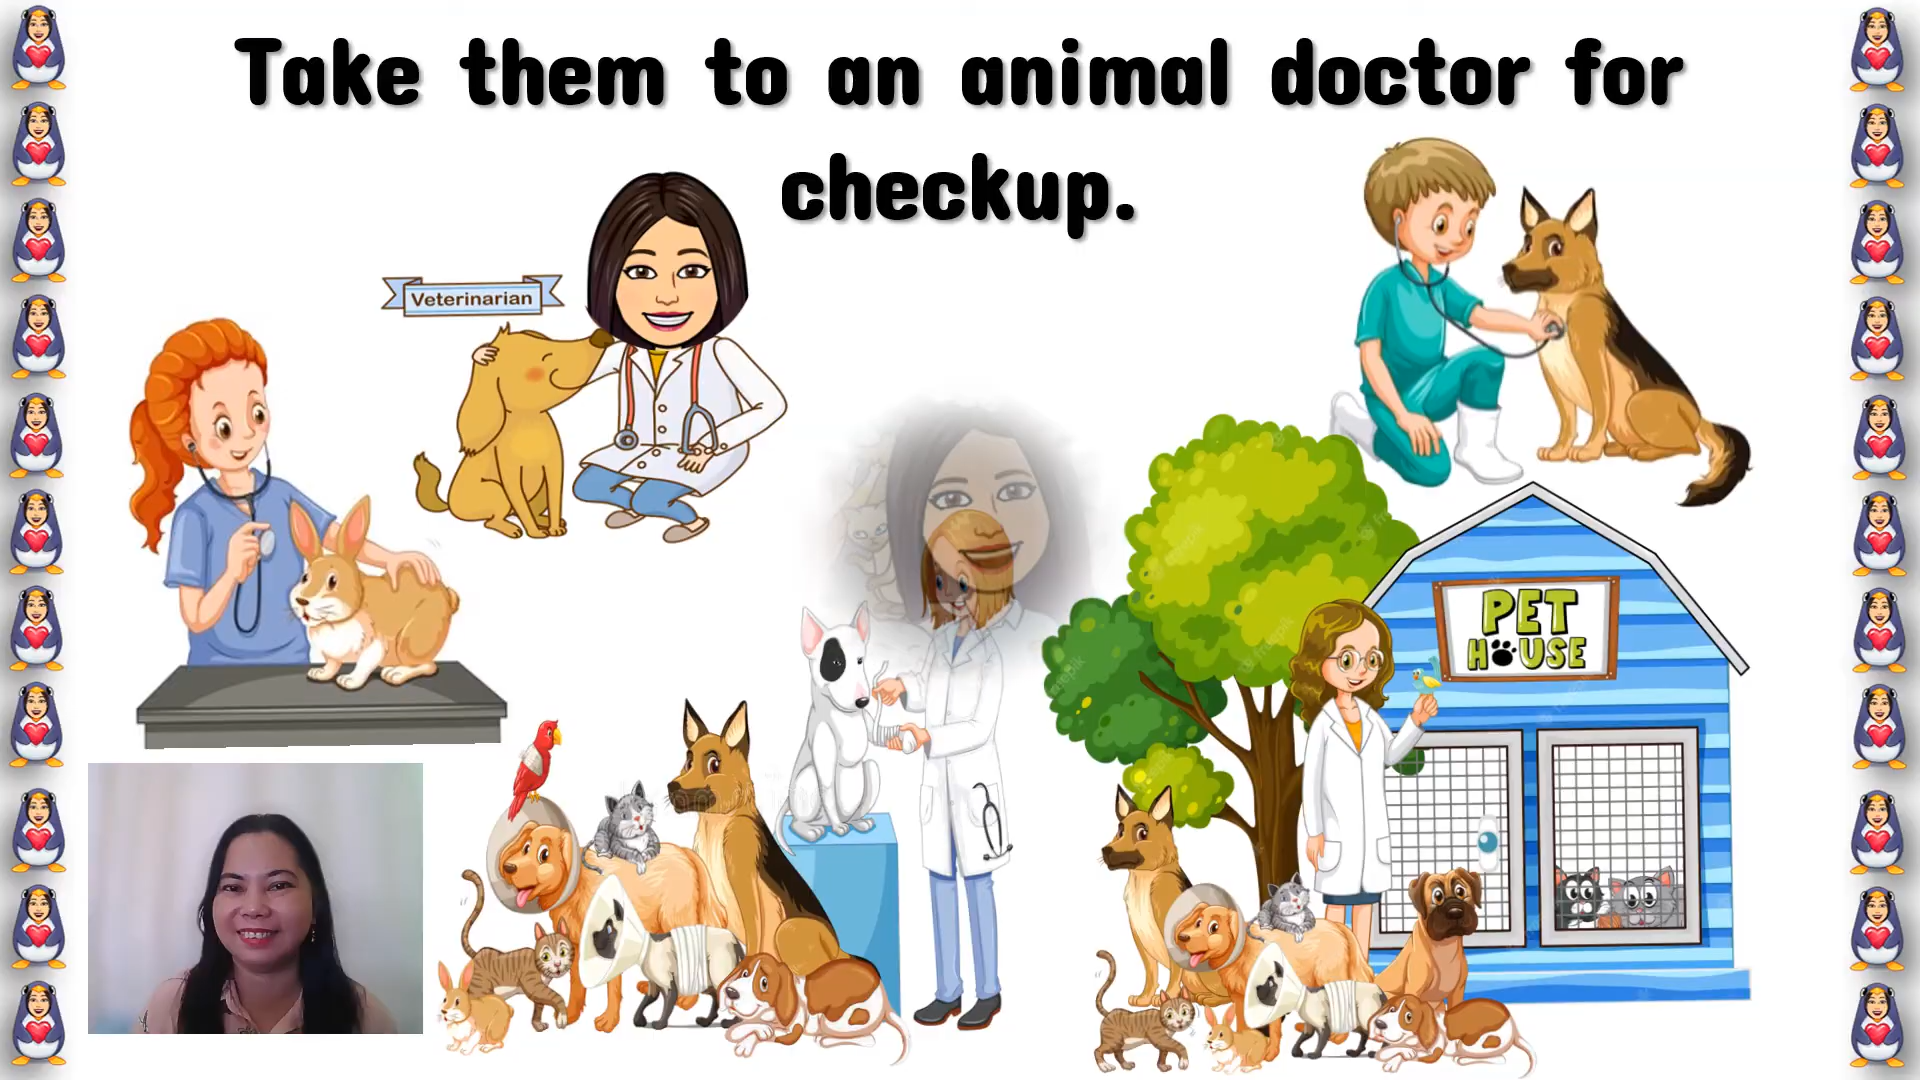 Take them to an animal doctor for
checkup.
Veterinarian
PET
HOUSE